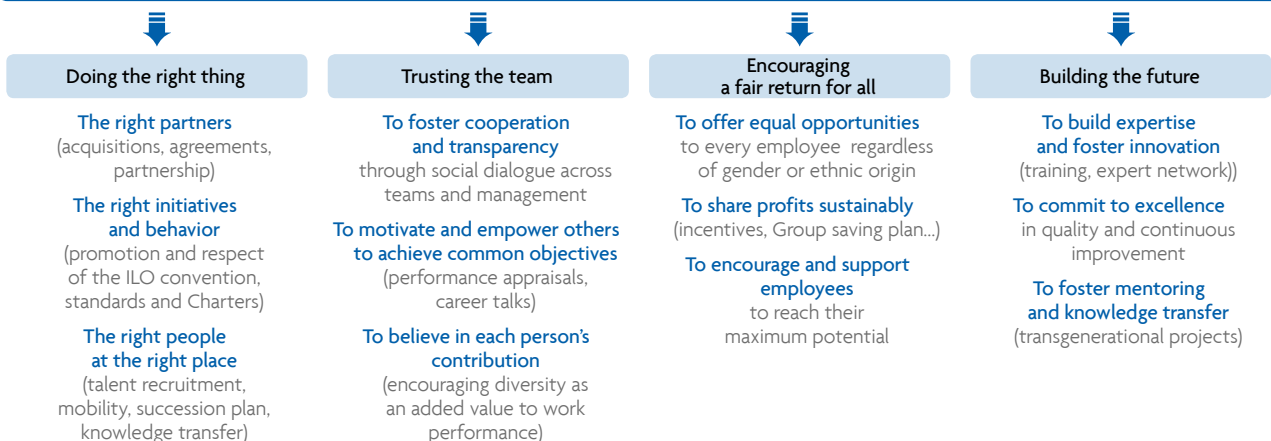 Doing the right thing
The right partners
(acquisitions, agreements,
partnership)
The right initiatives
and behavior
(promotion and respect
of the ILO convention,
standards and Charters)
The right people
at the right place
(talent recruitment,
mobility, succession plan,
knowledge transfer)
Trusting the team
To foster cooperation
and transparency
through social dialogue across
teams and management
To motivate and empower others
to achieve common objectives
(performance appraisals,
career talks)
To believe in each person's
contribution
(encouraging diversity as
an added value to work
performance)
Encouraging
a fair return for all
To offer equal opportunities
to every employee regardless
of gender or ethnic origin
To share profits sustainably
(incentives, Group saving plan...)
To encourage and support
employees
to reach their
maximum potential
Building the future
To build expertise
and foster innovation
(training, expert network))
To commit to excellence
in quality and continuous
improvement
To foster mentoring
and knowledge transfer
(transgenerational projects)